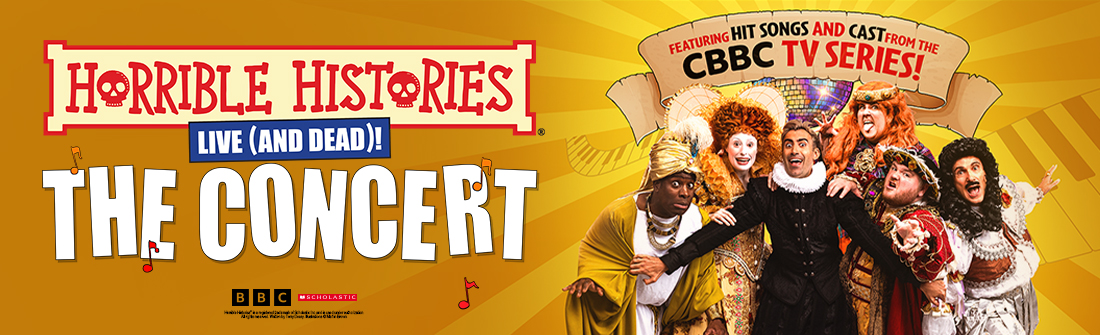 HORRIBLE HISTORIES®
LIVE (AND DEAD)!
THE CONCERT
BBC SCHOLASTIC
FEATURING HIT SONGS AND CAST FROM THE
CBBC TV SERIES!